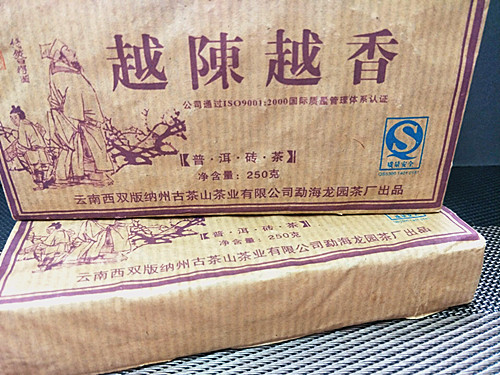 越陳越香
公司通过ISO9001:2000国际质量管理体系认证
质量安全
【普·洱·砖·茶】
净含量：250克
云南西双版纳州古茶山茶业有限公司勐海龙园茶厂出品
【普·洱·砖·茶】
净含量：250克
云南西双版纳州古茶山茶业有限公司勐海龙园茶厂出品